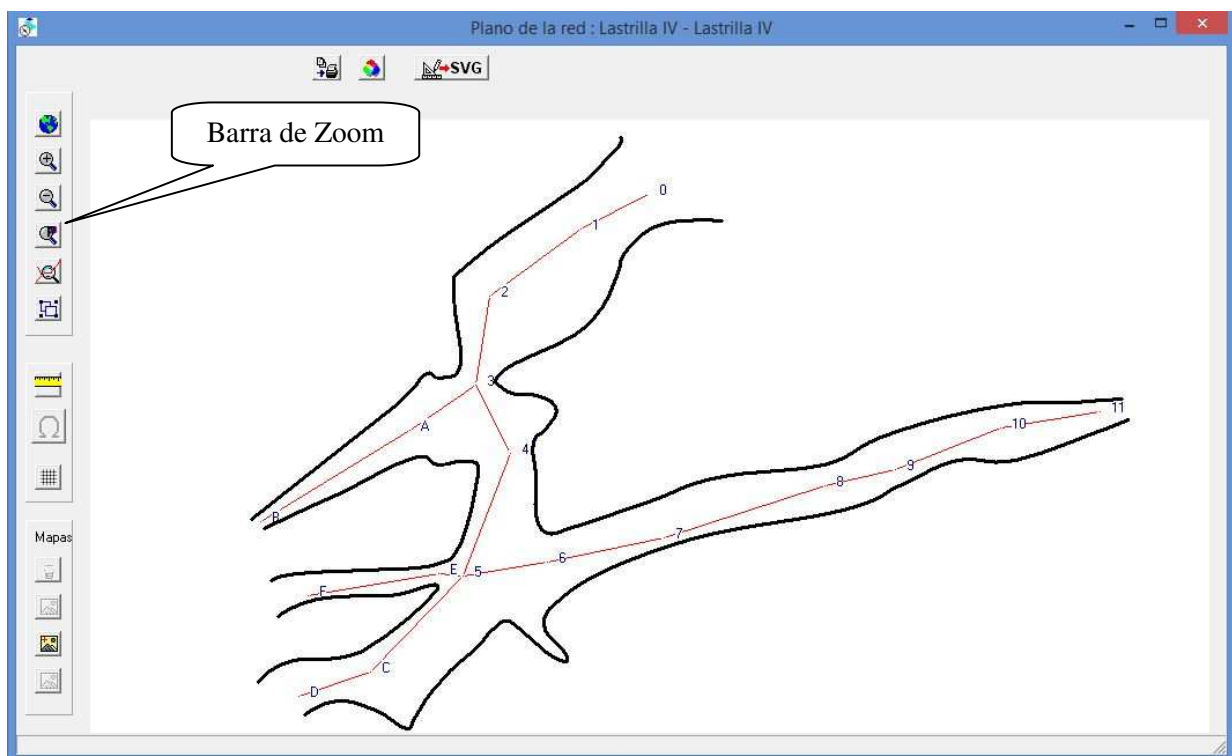 Plano de la red : Lastrilla IV - Lastrilla IV
SVG
Barra de Zoom
0
1
2
3
A
4
B
11
10
9
8
7
6
E
5
F
C
D
Mapas